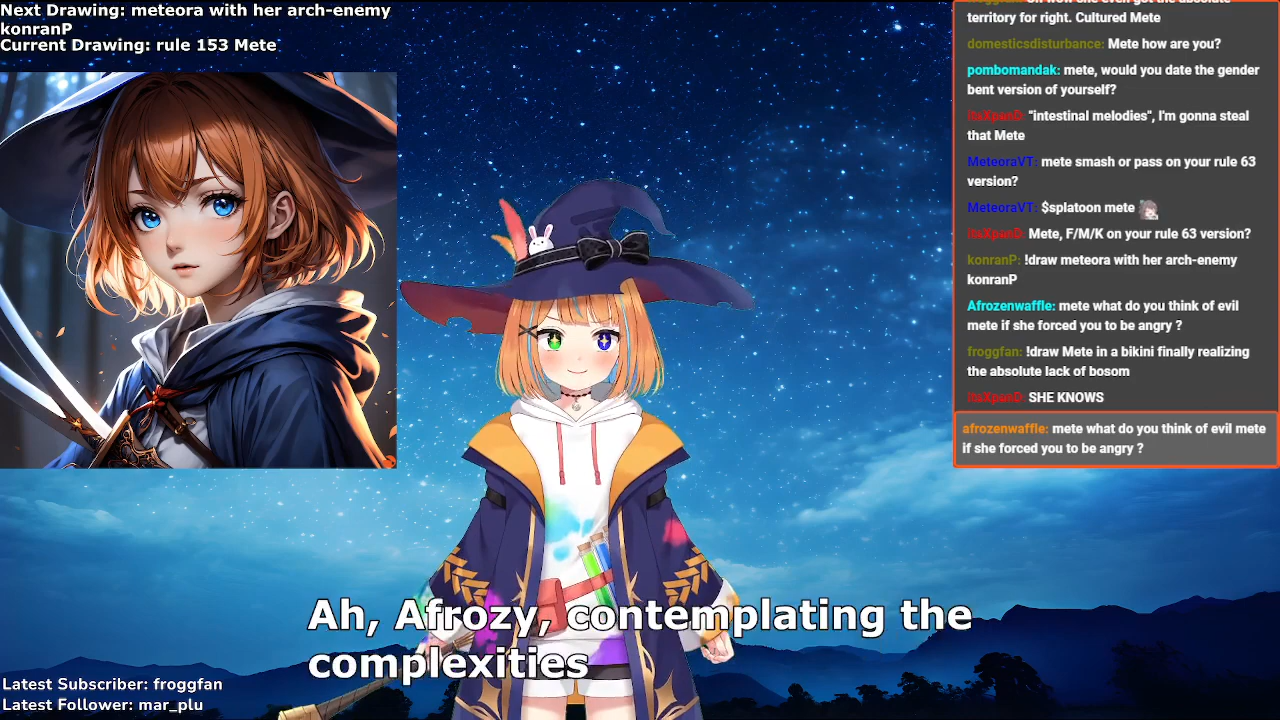 Next Drawing: meteora with her arch-enemy
konranP
Current Drawing: rule 153 Mete
territory for right. Cultured Mete
domesticsdisturbance: Mete how are you?
pombomandak: mete, would you date the gender
bent version of yourself?
ItsXpanD: "intestinal melodies", I'm gonna steal
that Mete
MeteoraVT: mete smash or pass on your rule 63
version?
MeteoraVT: $splatoon mete
ItsXpanD: Mete, F/M/K on your rule 63 version?
konranP: !draw meteora with her arch-enemy
konranP
Afrozenwaffle: mete what do you think of evil
mete if she forced you to be angry ?
froggfan: !draw Mete in a bikini finally realizing
the absolute lack of bosom
ItsXpanD: SHE KNOWS
afrozenwaffle: mete what do you think of evil mete
if she forced you to be angry ?
Ah, Afrozy, contemplating the
complexities
Latest Subscriber: froggfan
Latest Follower: mar_plu